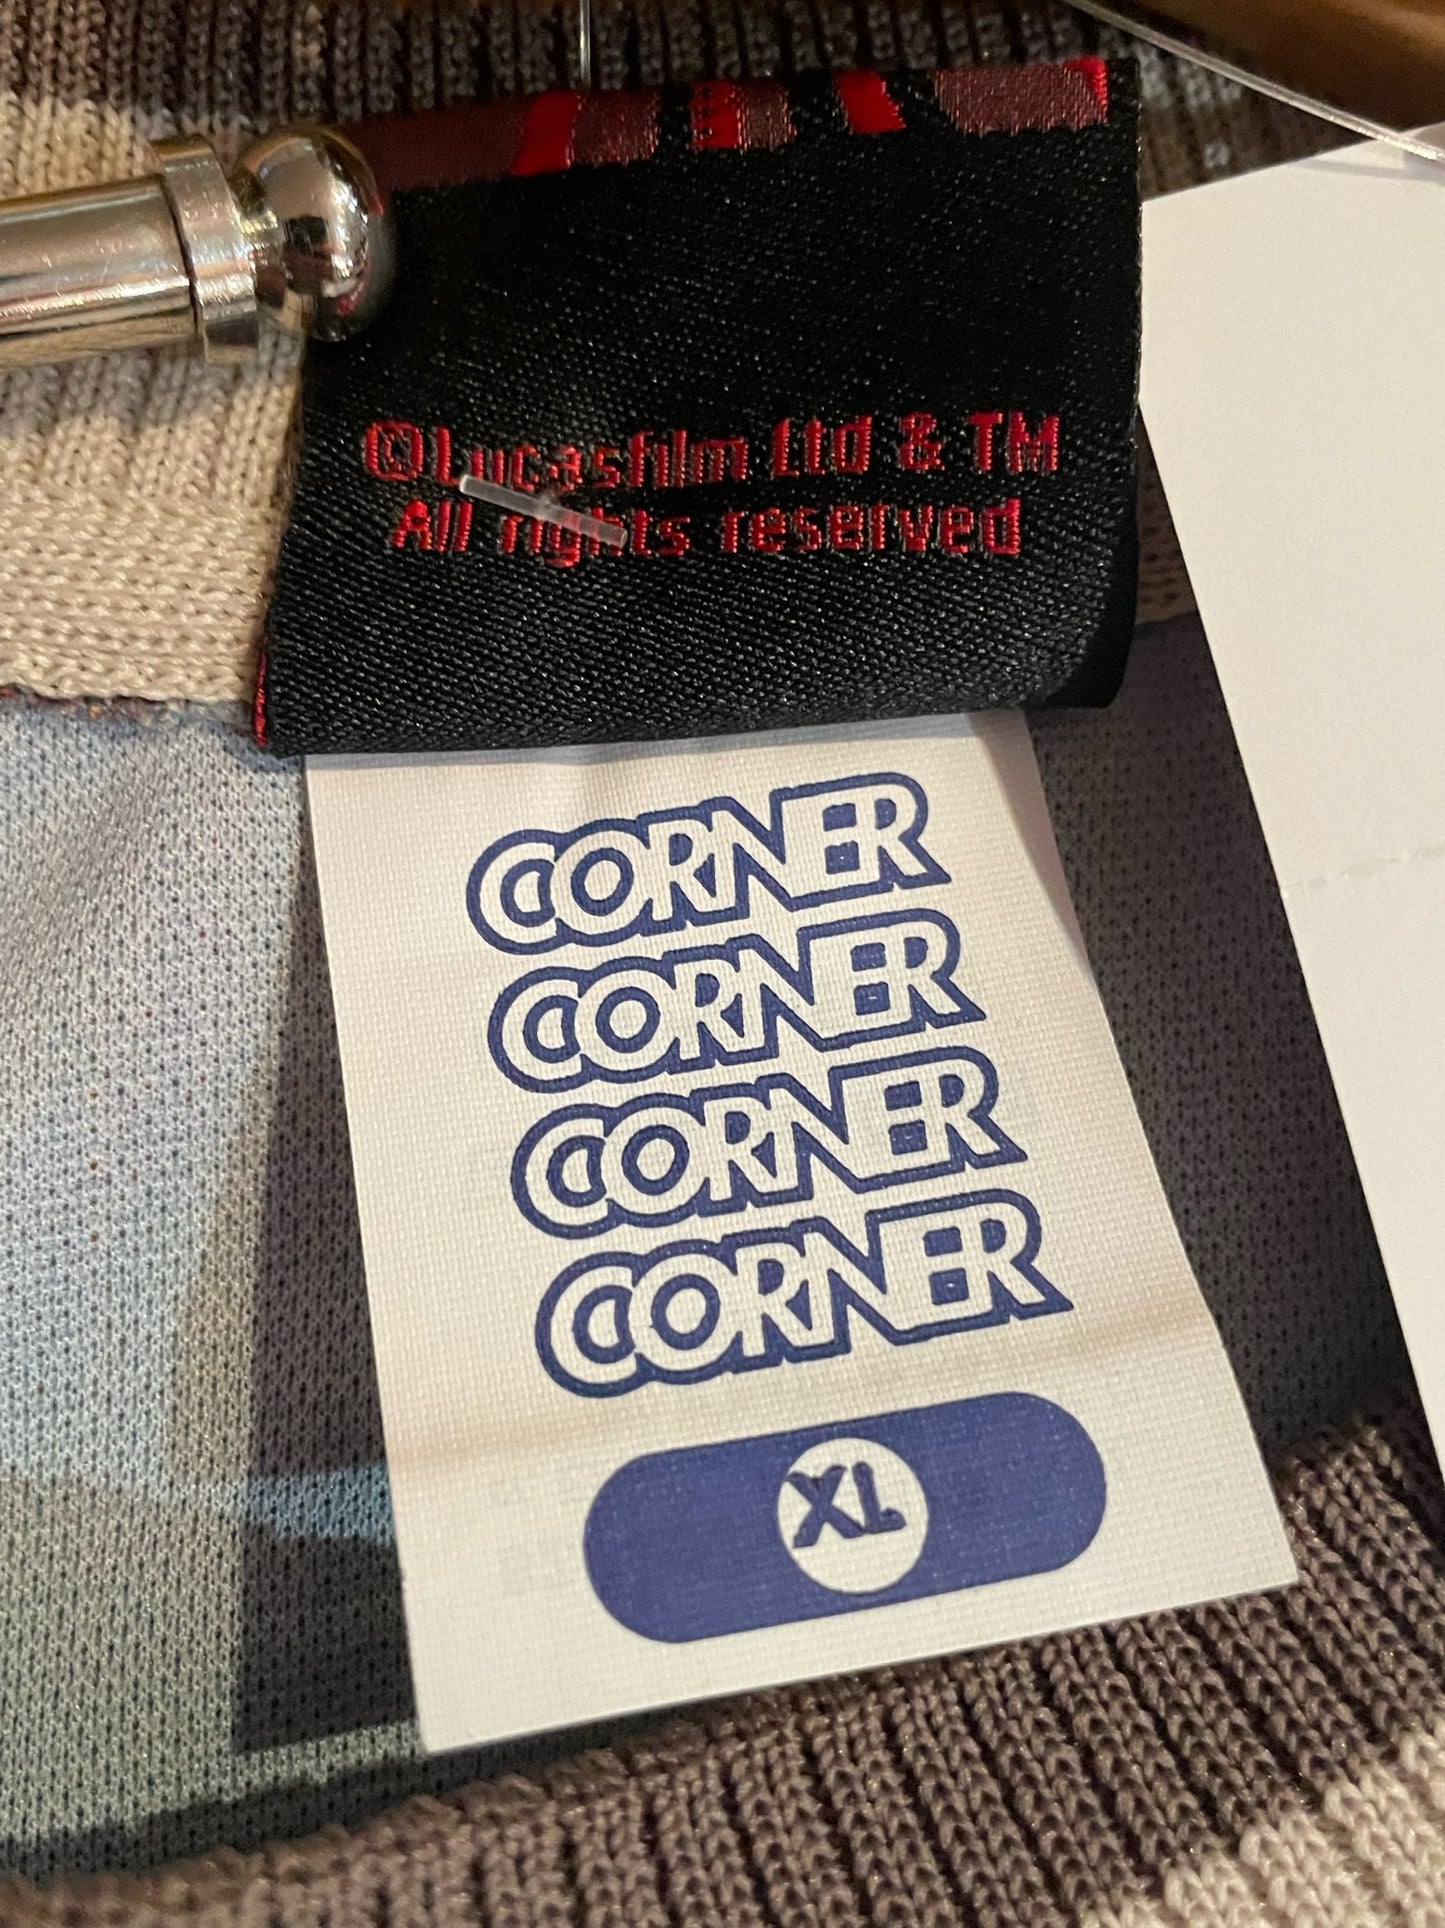 ©Lucasfilm Ltd & TM
All rights reserved
CORNER
CORNER
CORNER
CORNER
XL